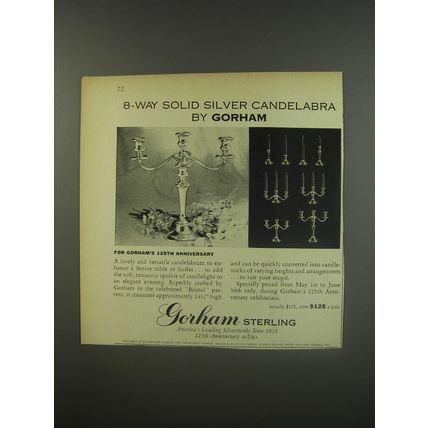 72
8-WAY SOLID SILVER CANDELABRA
BY GORHAM
FOR GORHAM'S 125TH ANNIVERSARY
A lovely and versatile candelabrum to en-
hance a festive table or buffet . . . to add
the soft, romantic sparkle of candlelight to
an elegant evening. Superbly crafted by
Gorham in the celebrated "Bristol" pat-
tern, it measures approximately high
and can be quickly converted into candle-
sticks of varying heights and arrangements
. . . to suit your mood.
Specially priced from May 1st to June
30th only, during Gorham's 125th Anni-
versary celebration.
usually $155, now $125 a pair
Gorham STERLING
America's Leading Silversmiths Since 1831
125th Anniversary